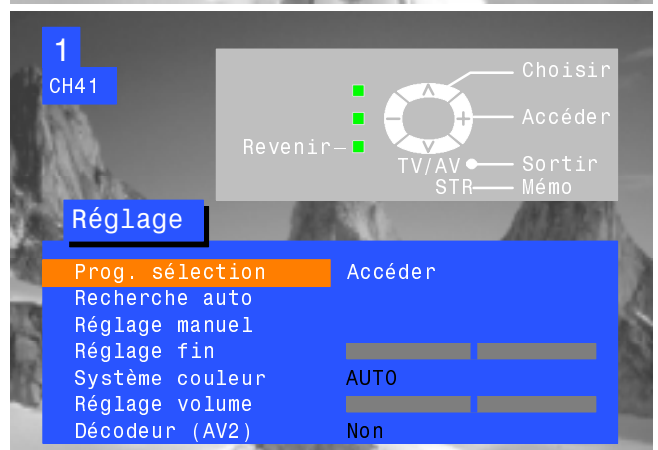 1
CH41
Choisir
Accéder
Revenir
TV/AV Sortir
STR Mémo
Réglage
Prog. sélection Accéder
Recherche auto
Réglage manuel
Réglage fin
Système couleur AUTO
Réglage volume
Décodeur (AV2) Non